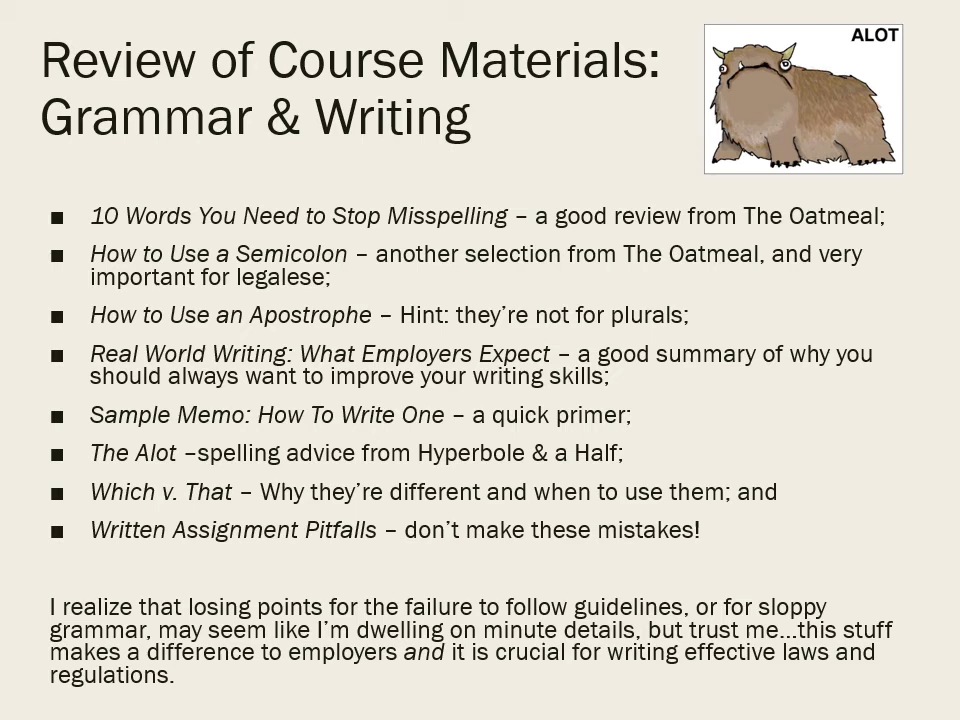 Review of Course Materials:
Grammar & Writing
ALOT
■ 10 Words You Need to Stop Misspelling – a good review from The Oatmeal;
■ How to Use a Semicolon – another selection from The Oatmeal, and very
important for legalese;
■ How to Use an Apostrophe – Hint: they’re not for plurals;
■ Real World Writing: What Employers Expect – a good summary of why you
should always want to improve your writing skills;
■ Sample Memo: How To Write One – a quick primer;
■ The Alot –spelling advice from Hyperbole & a Half;
■ Which v. That – Why they’re different and when to use them; and
■ Written Assignment Pitfalls – don’t make these mistakes!
I realize that losing points for the failure to follow guidelines, or for sloppy
grammar, may seem like I’m dwelling on minute details, but trust me…this stuff
makes a difference to employers and it is crucial for writing effective laws and
regulations.